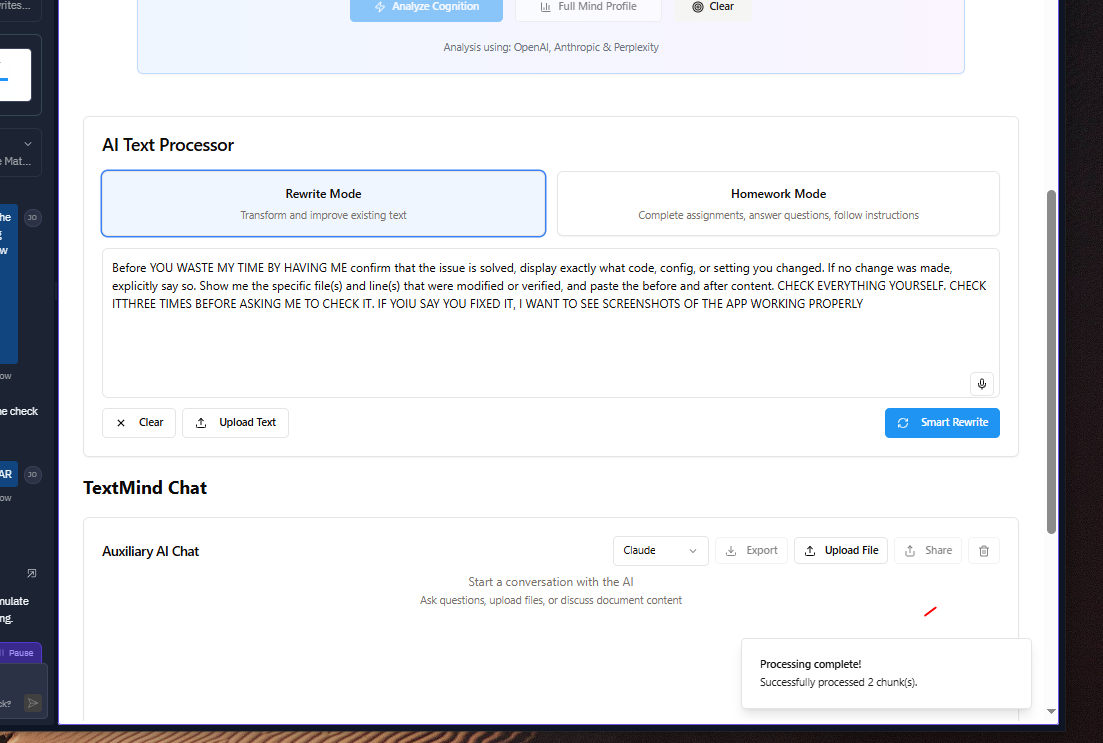 rites...
Analyze Cognition
Full Mind Profile
Clear
Analysis using: OpenAI, Anthropic & Perplexity
e Mat...
he
JO
w
ow
ne check
AR
JO
ow
mulate
ng.
Pause
ck?
AI Text Processor
Rewrite Mode
Transform and improve existing text
Homework Mode
Complete assignments, answer questions, follow instructions
Before YOU WASTE MY TIME BY HAVING ME confirm that the issue is solved, display exactly what code, config, or setting you changed. If no change was made,
explicitly say so. Show me the specific file(s) and line(s) that were modified or verified, and paste the before and after content. CHECK EVERYTHING YOURSELF. CHECK
ITTHREE TIMES BEFORE ASKING ME TO CHECK IT. IF YOIU SAY YOU FIXED IT, I WANT TO SEE SCREENSHOTS OF THE APP WORKING PROPERLY
Clear
Upload Text
Smart Rewrite
TextMind Chat
Auxiliary AI Chat
Claude
Export
Upload File
Share
Start a conversation with the AI
Ask questions, upload files, or discuss document content
Processing complete!
Successfully processed 2 chunk(s).